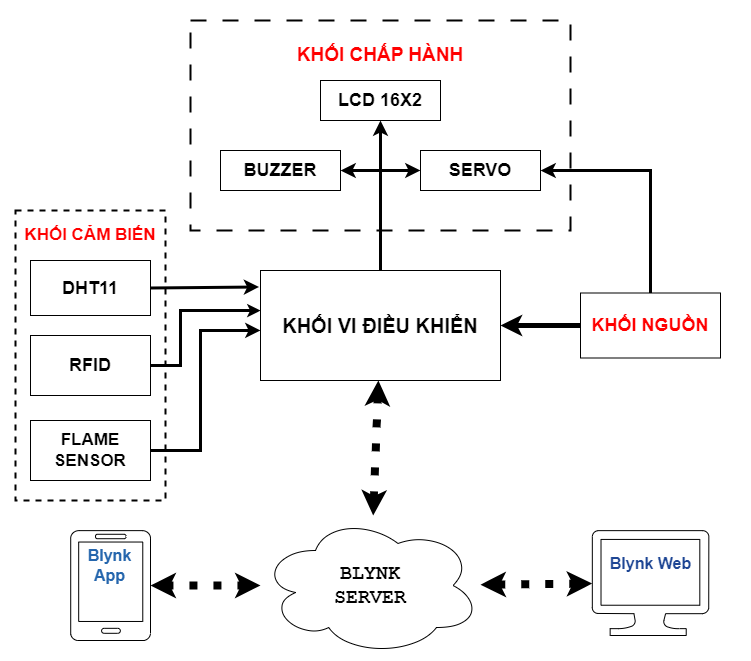 KHỐI CHẤP HÀNH
LCD 16X2
BUZZER
SERVO
KHỐI CẢM BIẾN
DHT11
RFID
FLAME
SENSOR
KHỐI VI ĐIỀU KHIỂN
KHỐI NGUỒN
Blynk
App
BLYNK
SERVER
Blynk Web